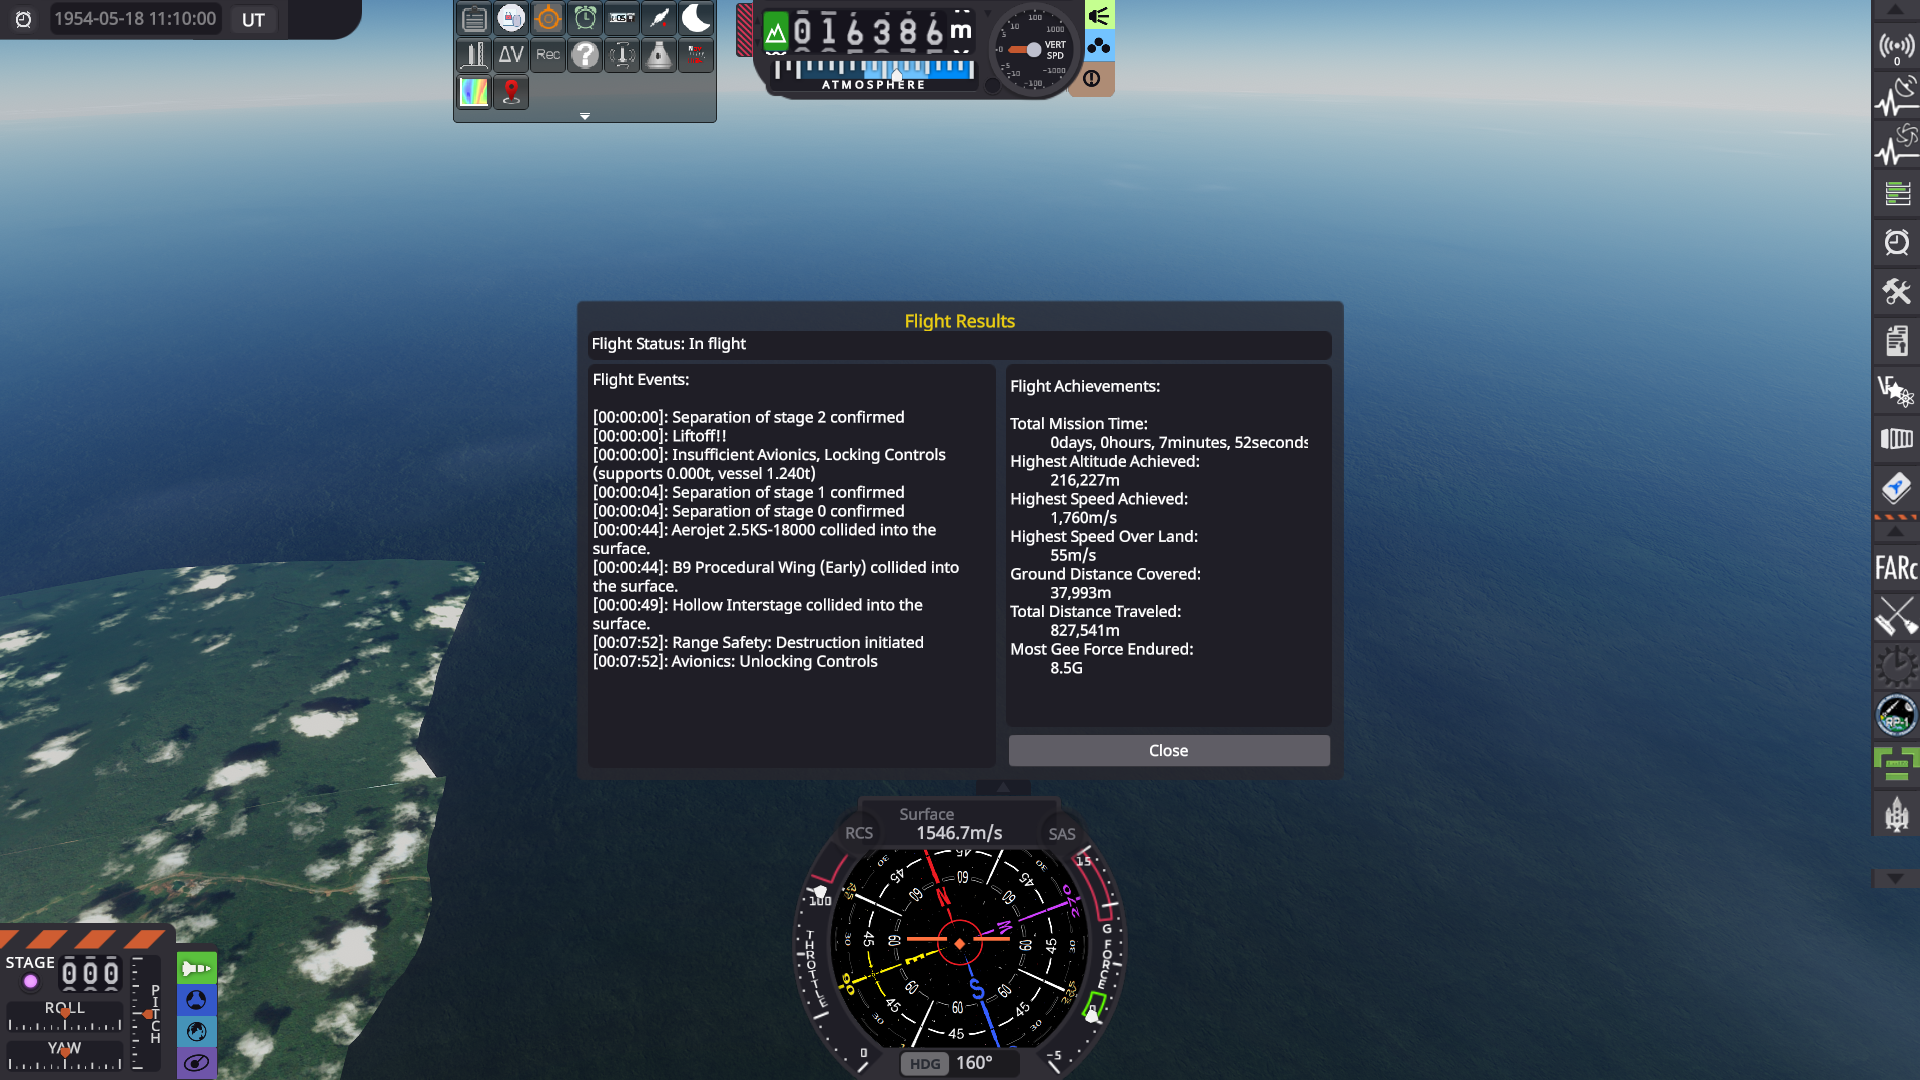 1954-05-18 11:10:00 UT
ΔV Rec
016386 m
ATMOSPHERE
VERT SPD
0
Flight Results
Flight Status: In flight
Flight Events:
[00:00:00]: Separation of stage 2 confirmed
[00:00:00]: Liftoff!!
[00:00:00]: Insufficient Avionics, Locking Controls
(supports 0.000t, vessel 1.240t)
[00:00:04]: Separation of stage 1 confirmed
[00:00:04]: Separation of stage 0 confirmed
[00:00:44]: Aerojet 2.5KS-18000 collided into the
surface.
[00:00:44]: B9 Procedural Wing (Early) collided into
the surface.
[00:00:49]: Hollow Interstage collided into the
surface.
[00:07:52]: Range Safety: Destruction initiated
[00:07:52]: Avionics: Unlocking Controls
Flight Achievements:
Total Mission Time:
0days, 0hours, 7minutes, 52seconds
Highest Altitude Achieved:
216,227m
Highest Speed Achieved:
1,760m/s
Highest Speed Over Land:
55m/s
Ground Distance Covered:
37,993m
Total Distance Traveled:
827,541m
Most Gee Force Endured:
8.5G
Close
FARc
RP-1
Surface
RCS 1546.7m/s SAS
100
THROTTLE
0
15
G FORCE
-5
N
W
E
S
HDG 160°
STAGE 000
ROLL
YAW
PITCH